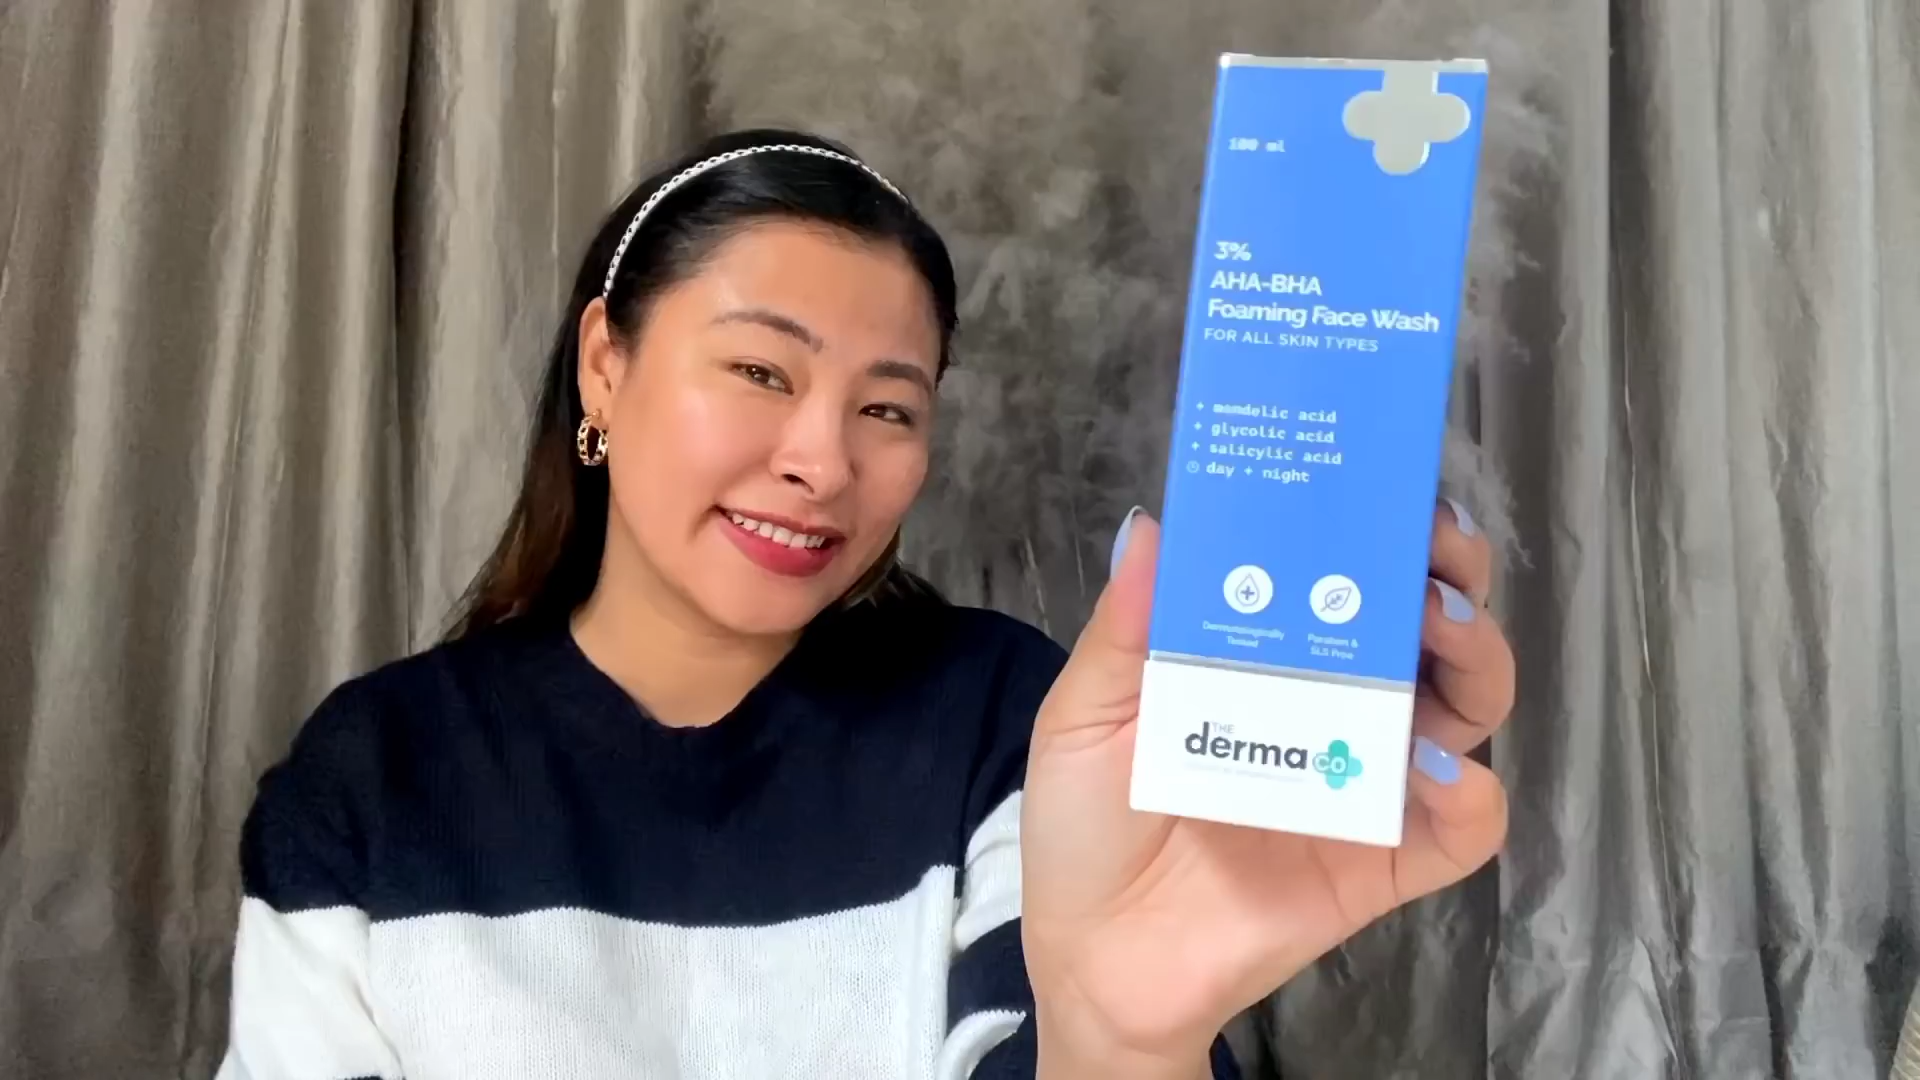 100 ml
3%
AHA-BHA
Foaming Face Wash
FOR ALL SKIN TYPES
+ mandelic acid
+ glycolic acid
+ salicylic acid
day + night
Dermatologically
Tested
Paraben &
SLS Free
THE
derma co